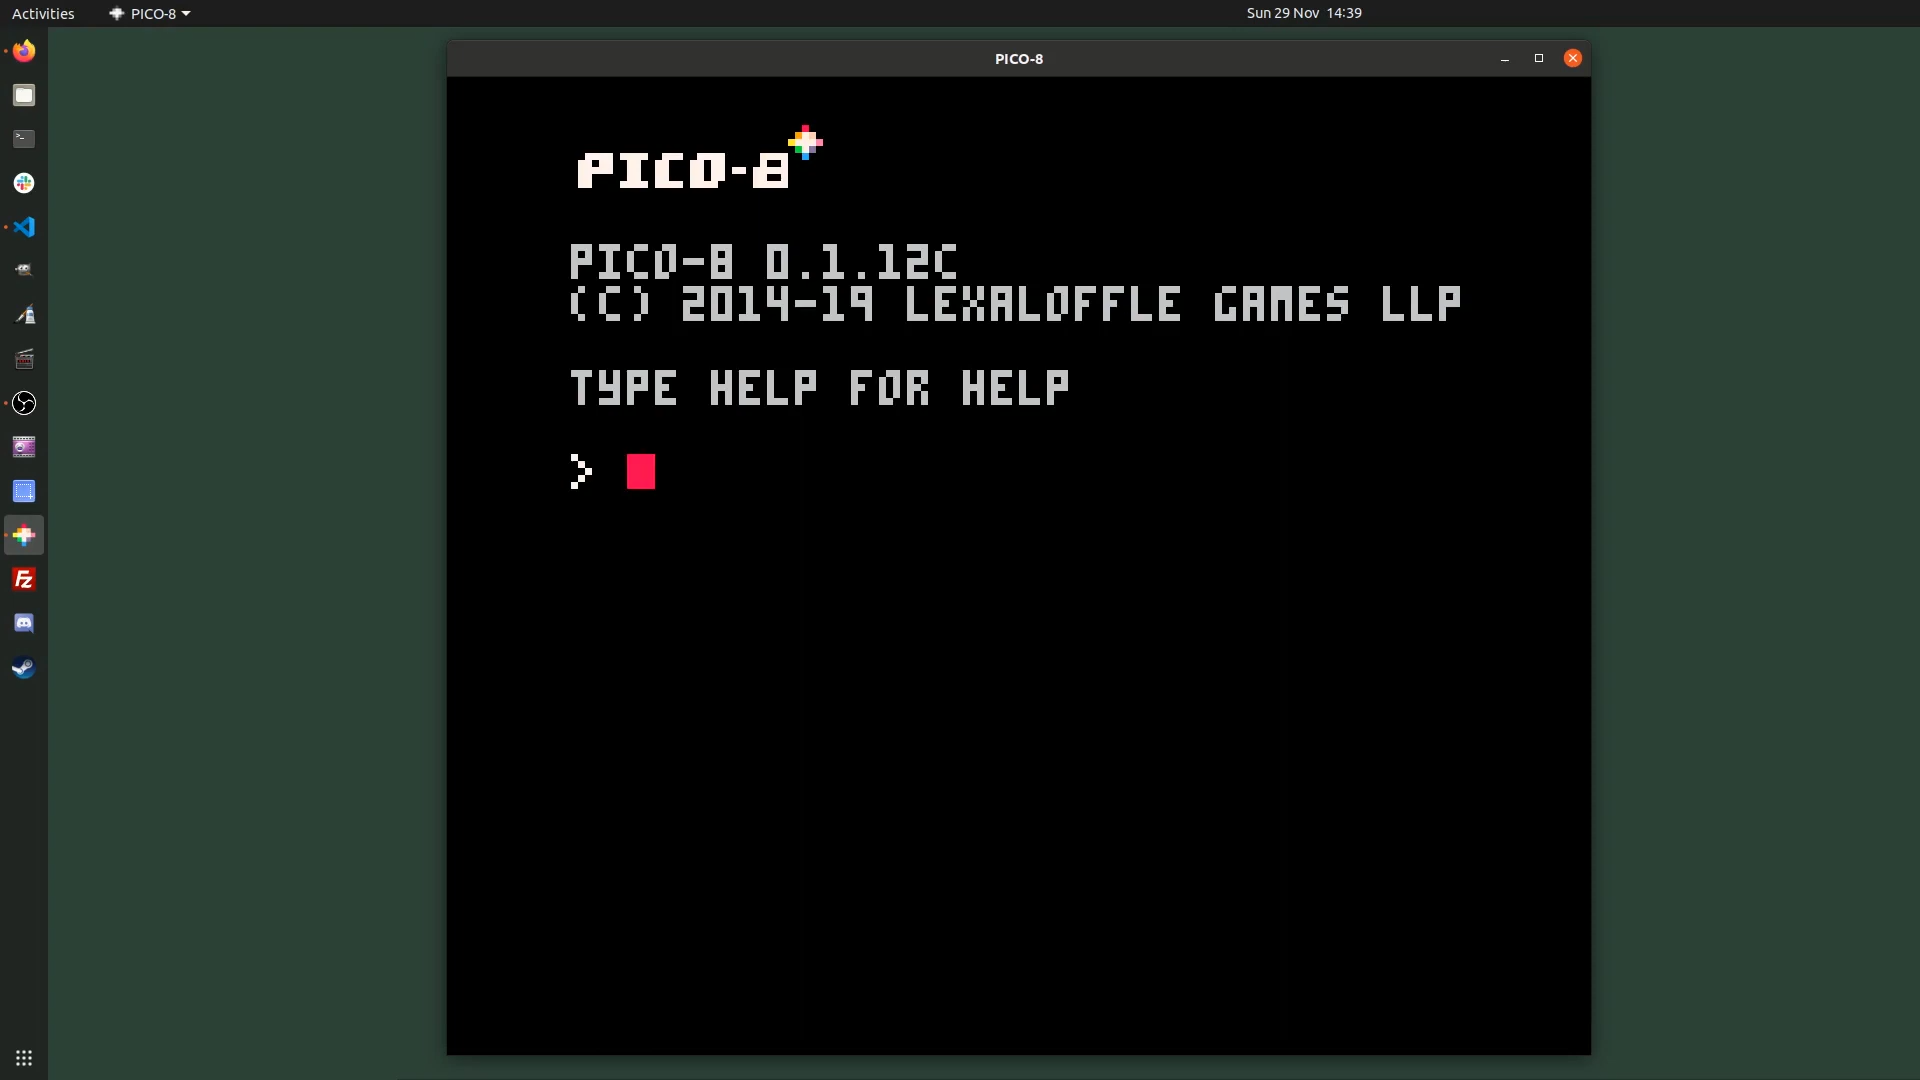 Activities
PICO-8
Sun 29 Nov 14:39
PICO-8
PICO-8
PICO-8 0.1.12C
(C) 2014-19 LEXALOFFLE GAMES LLP
TYPE HELP FOR HELP
>
Fz